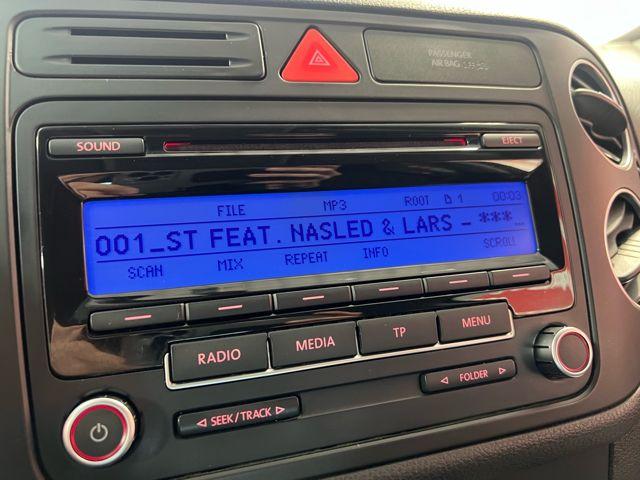 PASSENGER
AIR BAG
SOUND
EJECT
FILE MP3 ROOT 1 00:03
001_ST FEAT. NASLED & LARS - ***…
SCAN MIX REPEAT INFO SCROLL
RADIO MEDIA TP MENU
SEEK/TRACK FOLDER